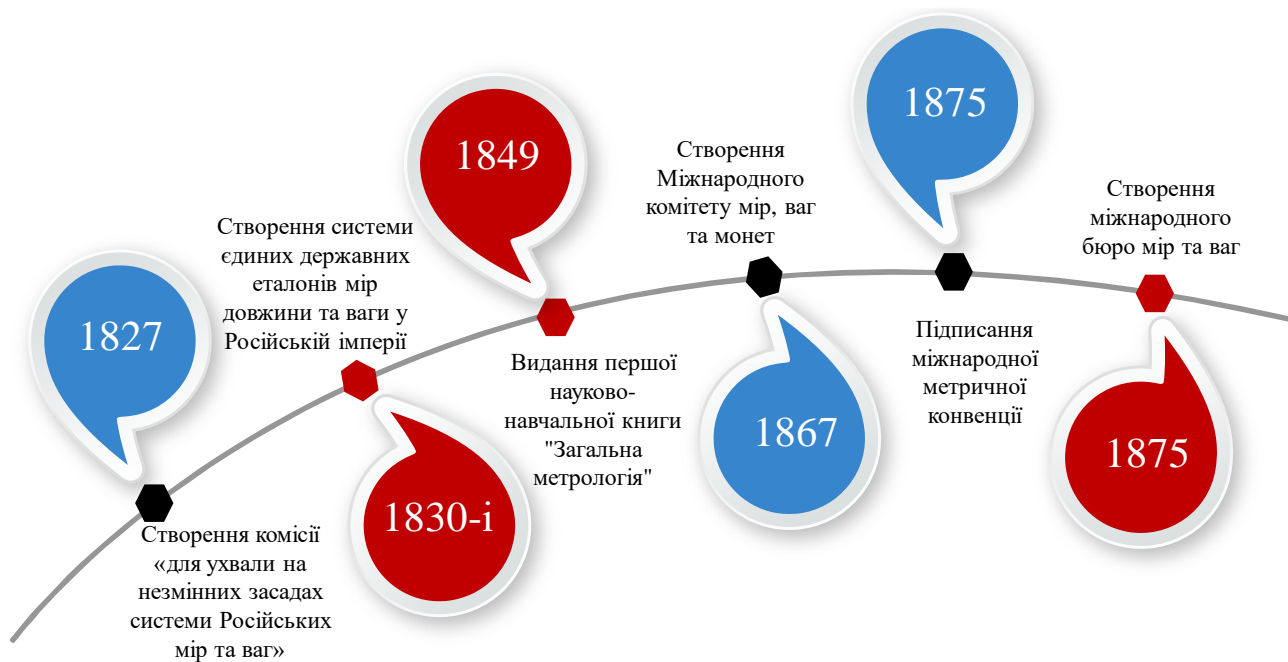 1827
Створення комісії
«для ухвали на
незмінних засадах
системи Російських
мір та ваг»
Створення системи
єдиних державних
еталонів мір
довжини та ваги у
Російській імперії
1830-і
1849
Видання першої
науково-
навчальної книги
"Загальна
метрологія"
Створення
Міжнародного
комітету мір, ваг
та монет
1867
1875
Підписання
міжнародної
метричної
конвенції
Створення
міжнародного
бюро мір та ваг
1875